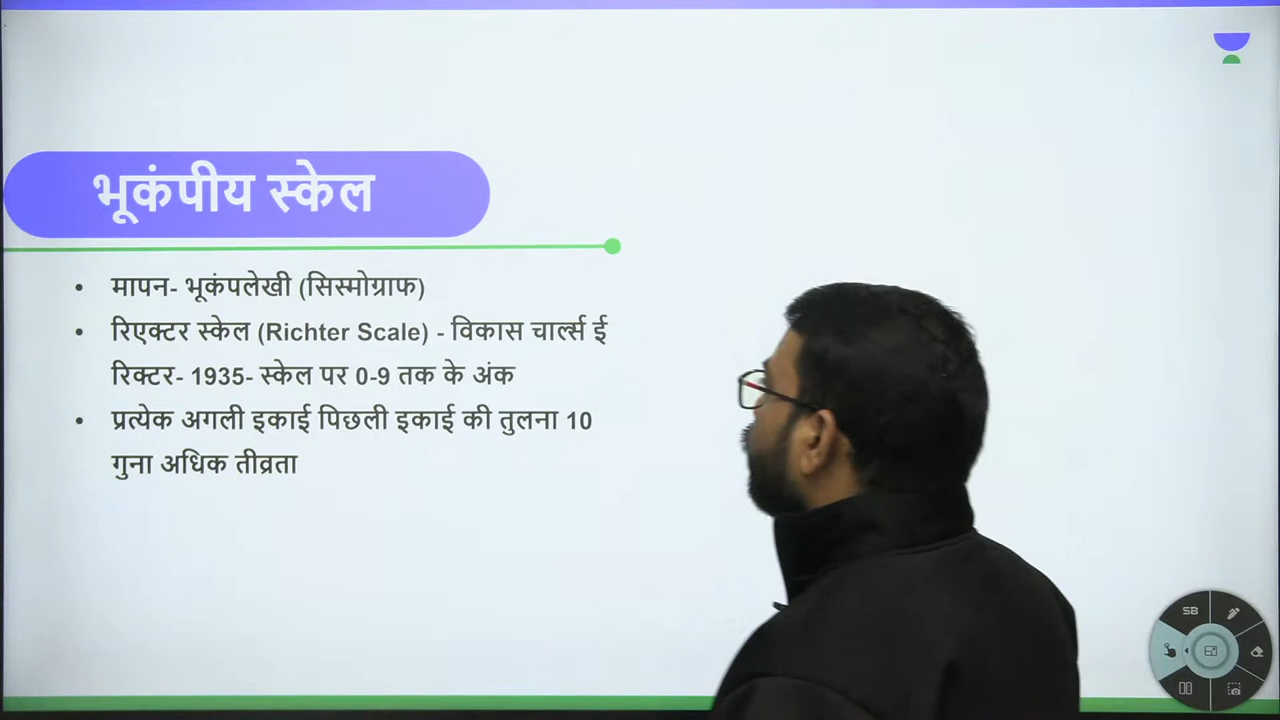 भूकंपीय स्केल
• मापन- भूकंपलेखी (सिस्मोग्राफ)
• रिएक्टर स्केल (Richter Scale) - विकास चार्ल्स ई
रिक्टर- 1935- स्केल पर 0-9 तक के अंक
• प्रत्येक अगली इकाई पिछली इकाई की तुलना 10
गुना अधिक तीव्रता
SB